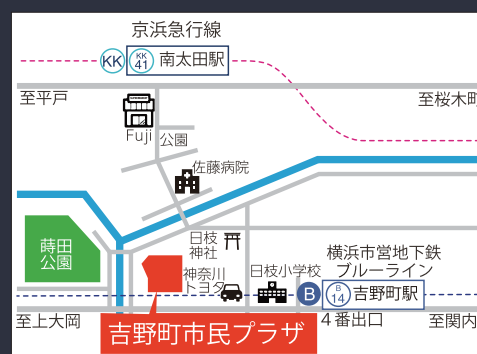 京浜急行線
KK
KK
41
南太田駅
至平戸
至桜木町
Fuji
公園
佐藤病院
日枝
神社
蒔田
公園
横浜市営地下鉄
ブルーライン
神奈川
トヨタ
日枝小学校
B
B
14
吉野町駅
至上大岡
4番出口
至関内
吉野町市民プラザ